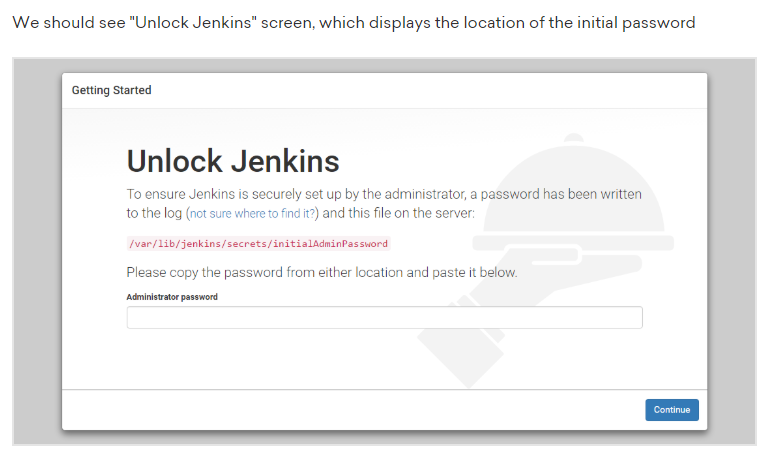 We should see "Unlock Jenkins" screen, which displays the location of the initial password
Getting Started
Unlock Jenkins
To ensure Jenkins is securely set up by the administrator, a password has been written
to the log (not sure where to find it?) and this file on the server:
/var/lib/jenkins/secrets/initialAdminPassword
Please copy the password from either location and paste it below.
Administrator password
Continue